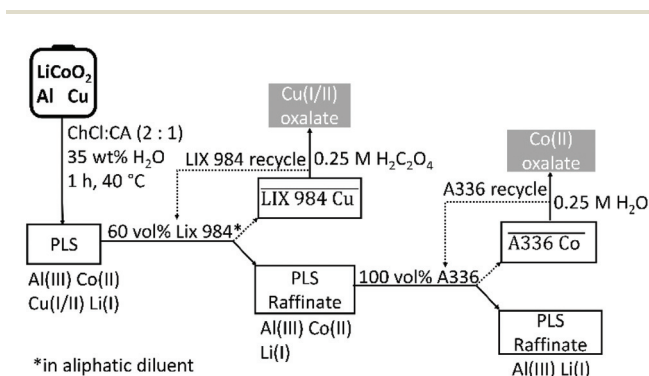 LiCoO₂
Al Cu
ChCl:CA (2 : 1)
35 wt% H₂O
1 h, 40 °C
PLS
Al(III) Co(II)
Cu(I/II) Li(I)
60 vol% Lix 984*
LIX 984 recycle
Cu(I/II)
oxalate
0.25 M H₂C₂O₄
LIX 984 Cu
PLS
Raffinate
Al(III) Co(II)
Li(I)
100 vol% A336
A336 recycle
Co(II)
oxalate
0.25 M H₂O
A336 Co
PLS
Raffinate
Al(III) Li(I)
*in aliphatic diluent